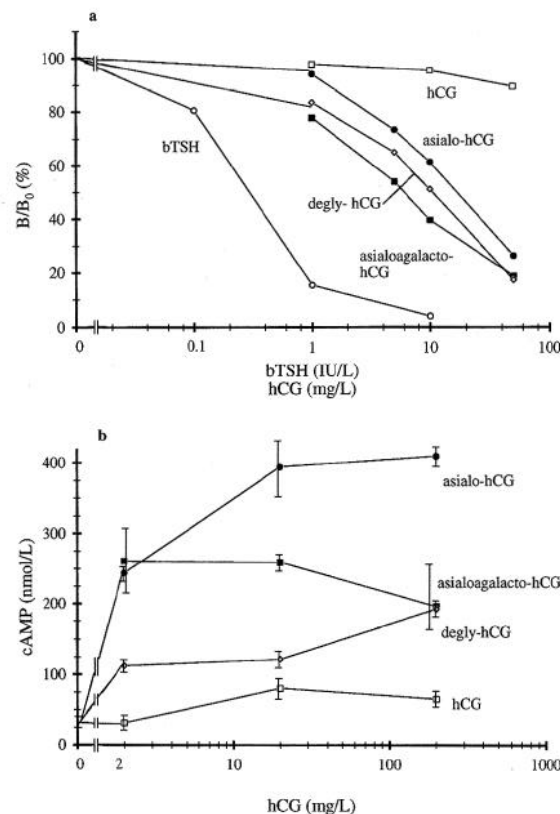 a
100
80
60
40
20
0
B/B₀ (%)
hCG
asialo-hCG
bTSH
degly- hCG
asialoagalacto-
hCG
0 0.1 1 10 100
bTSH (IU/L)
hCG (mg/L)
b
400
300
250
200
100
0
cAMP (nmol/L)
asialo-hCG
asialoagalacto-hCG
degly-hCG
hCG
0 2 10 100 1000
hCG (mg/L)